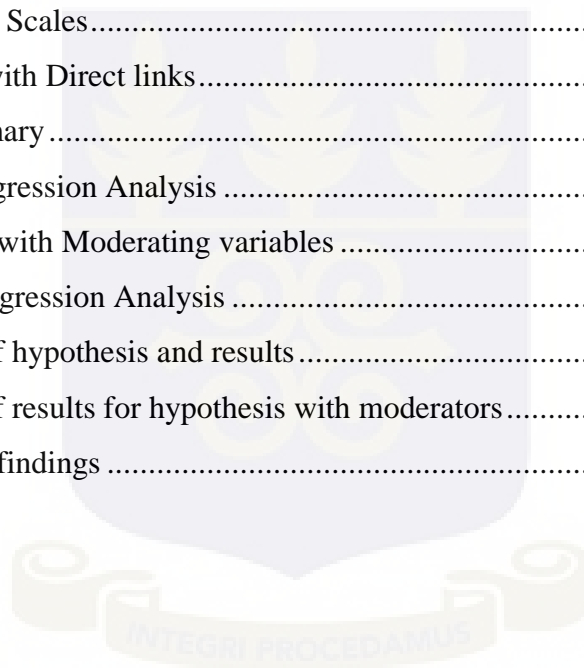 Scales..............................................................
with Direct links..............................................
nary.................................................................
gression Analysis............................................
with Moderating variables..............................
gression Analysis............................................
f hypothesis and results..................................
f results for hypothesis with moderators..........
findings..........................................................
INTEGRI PROCEDAMUS